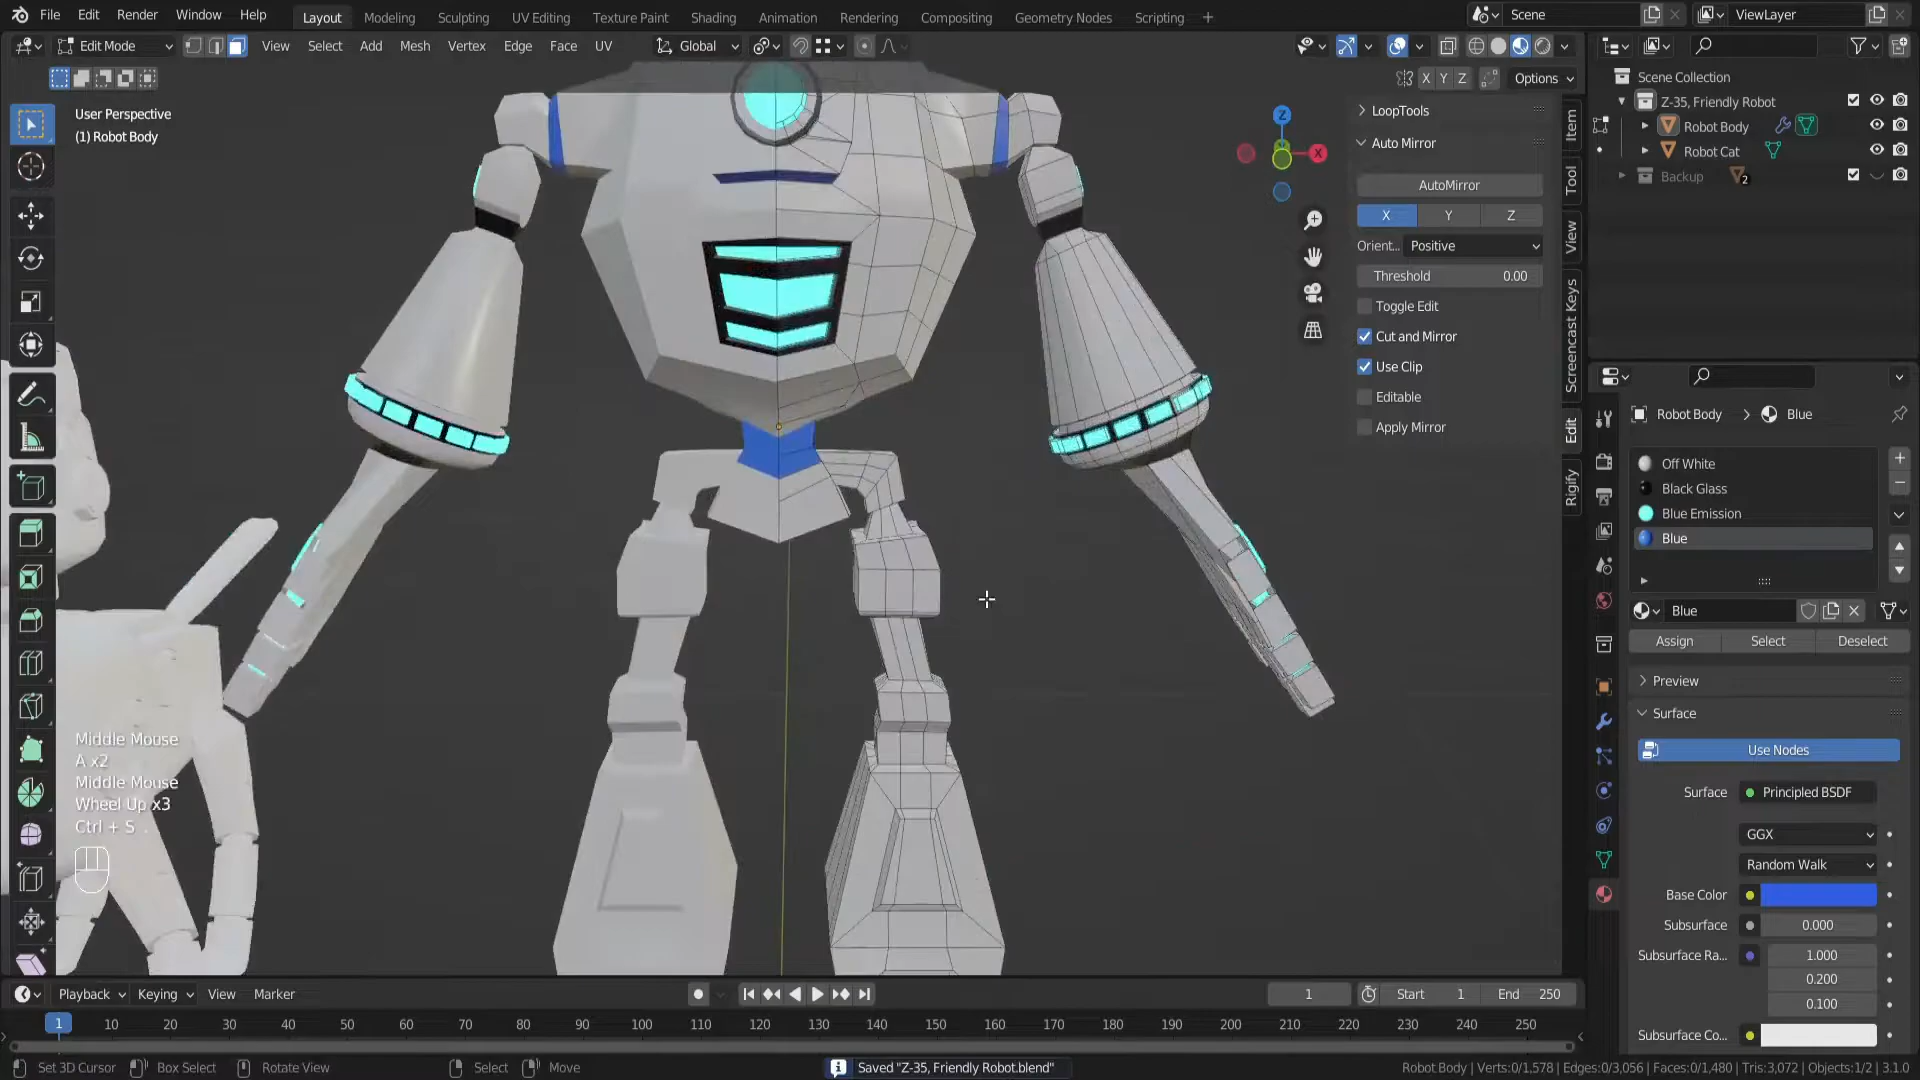 File Edit Render Window Help Layout Modeling Sculpting UV Editing Texture Paint Shading Animation Rendering Compositing Geometry Nodes Scripting + Scene ViewLayer
Edit Mode View Select Add Mesh Vertex Edge Face UV Global
X Y Z Options
User Perspective
(1) Robot Body
Z
X
LoopTools
Auto Mirror
AutoMirror
X Y Z
Orient... Positive
Threshold 0.00
Toggle Edit
Cut and Mirror
Use Clip
Editable
Apply Mirror
Item
Tool
View
Screencast Keys
Edit
Rigify
Scene Collection
Z-35, Friendly Robot
Robot Body
Robot Cat
Backup 2
Robot Body > Blue
Off White
Black Glass
Blue Emission
Blue
Blue
Assign Select Deselect
Preview
Surface
Use Nodes
Surface Principled BSDF
GGX
Random Walk
Base Color
Subsurface 0.000
Subsurface Ra... 1.000
0.200
0.100
Subsurface Co...
Middle Mouse
A x2
Middle Mouse
Wheel Up x3
Ctrl + S
Playback Keying View Marker 1 Start 1 End 250
1 10 20 30 40 50 60 70 80 90 100 110 120 130 140 150 160 170 180 190 200 210 220 230 240 250
Set 3D Cursor Box Select Rotate View Select Move Saved "Z-35, Friendly Robot.blend" Robot Body | Verts:0/1,578 | Edges:0/3,056 | Faces:0/1,480 | Tris:3,072 | Objects:1/2 | 3.1.0